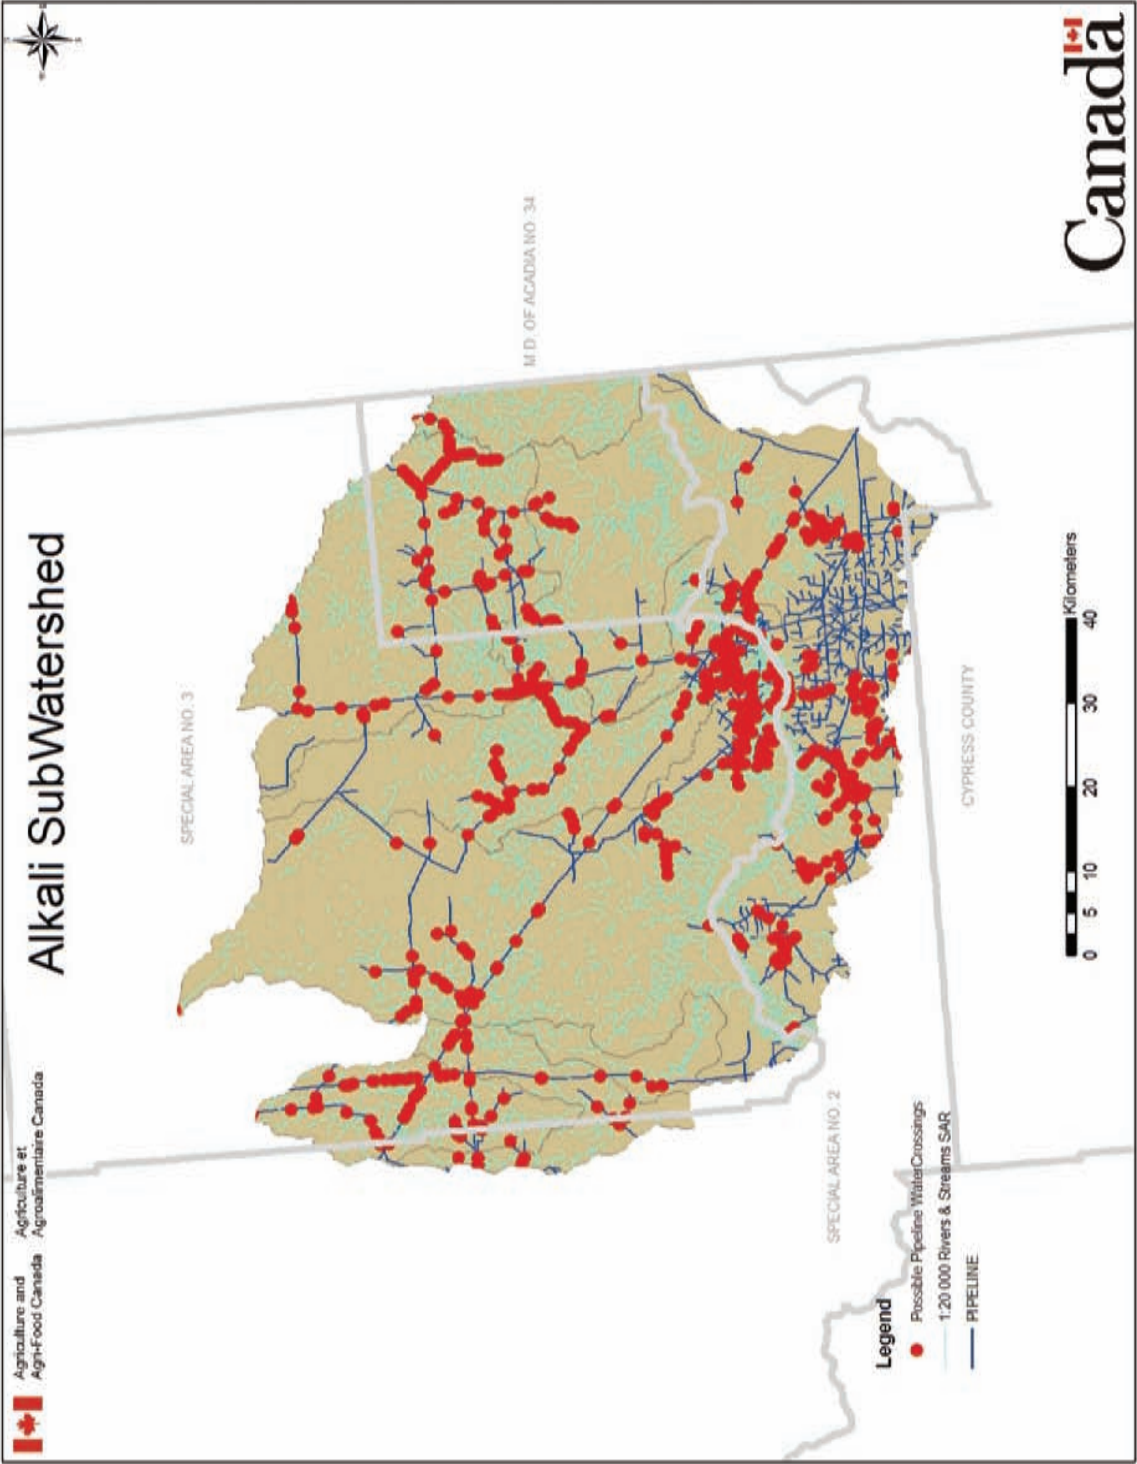 Agriculture and
Agri-Food Canada
Agriculture et
Agroalimentaire Canada
Alkali SubWatershed
SPECIAL AREA NO. 3
M.D. OF ACADIA NO. 34
CYPRESS COUNTY
SPECIAL AREA NO. 2
Legend
Possible Pipeline WaterCrossings
1:20 000 Rivers & Streams SAR
PIPELINE
0 5 10 20 30 40
Kilometers
Canada